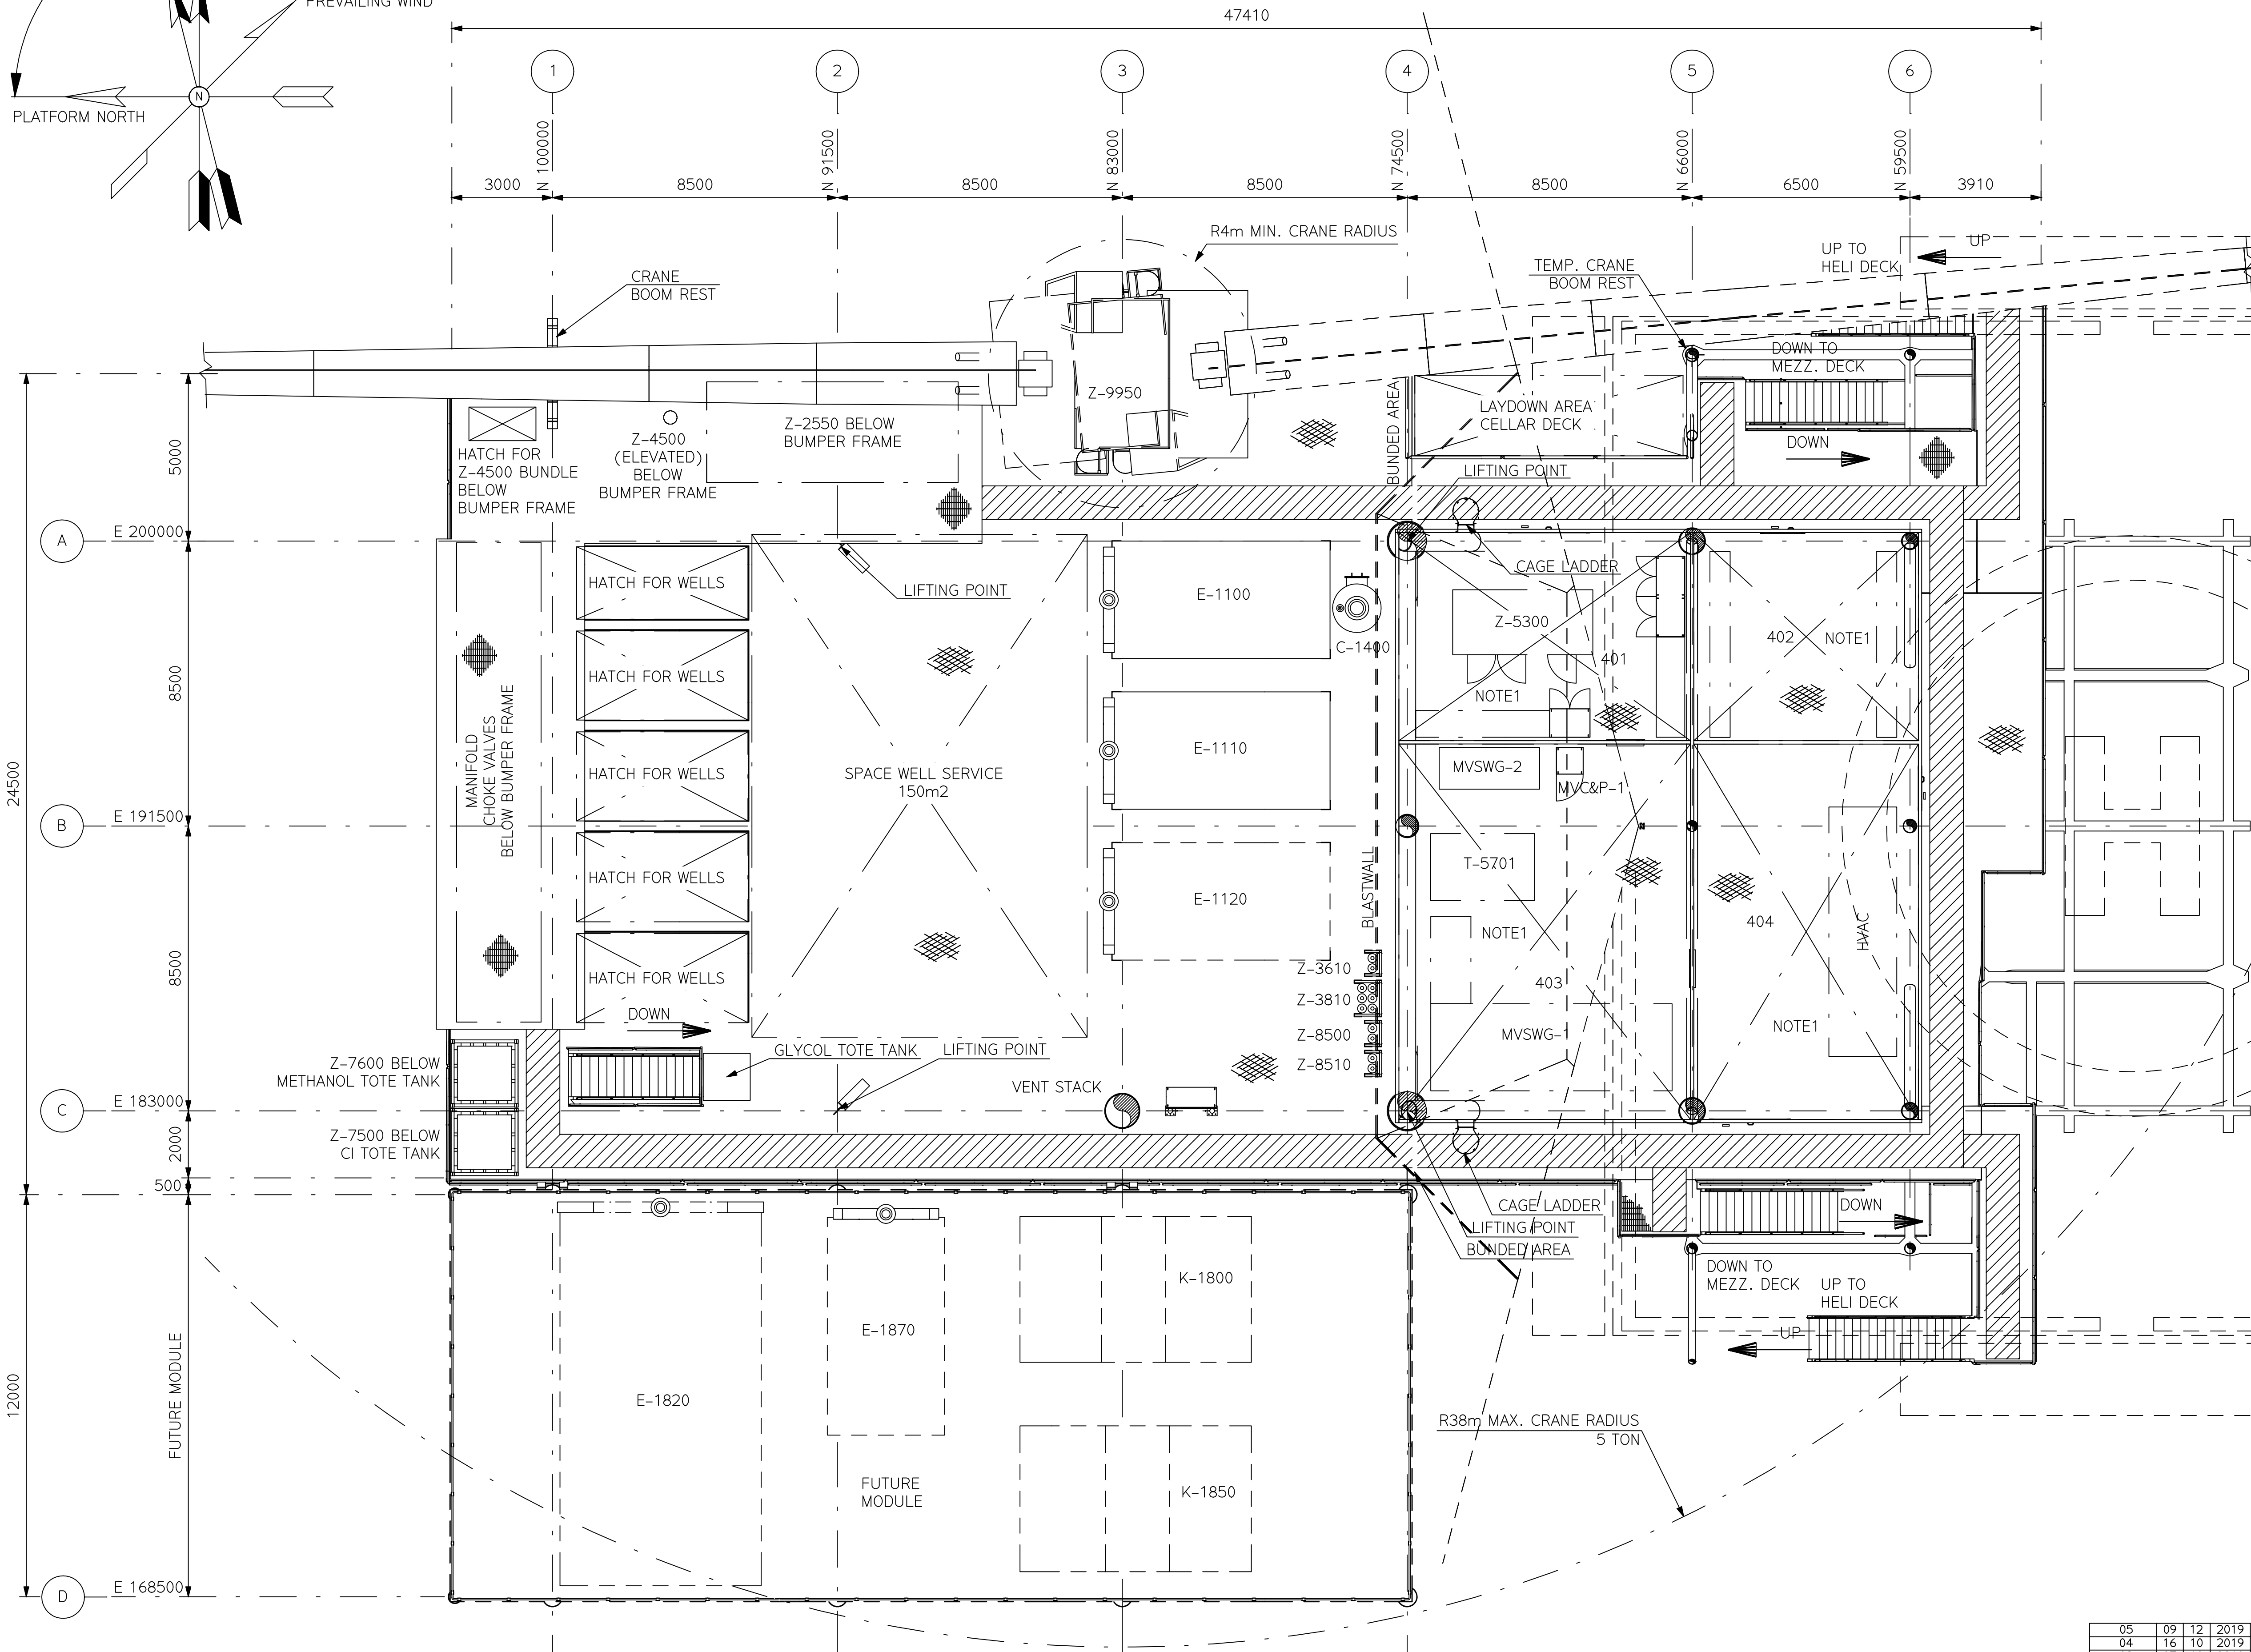 PREVAILING WIND
N
PLATFORM NORTH
47410
1
2
3
4
5
6
N 100000
N 91500
N 83000
N 74500
N 66000
N 59500
3000
8500
8500
8500
8500
6500
3910
R4m MIN. CRANE RADIUS
UP TO
HELI DECK
UP
CRANE
BOOM REST
TEMP. CRANE
BOOM REST
DOWN TO
MEZZ. DECK
Z-9950
BUNDED AREA
LAYDOWN AREA
CELLAR DECK
DOWN
Z-4500
(ELEVATED)
BELOW
BUMPER FRAME
Z-2550 BELOW
BUMPER FRAME
HATCH FOR
Z-4500 BUNDLE
BELOW
BUMPER FRAME
LIFTING POINT
5000
A
E 200000
HATCH FOR WELLS
LIFTING POINT
E-1100
CAGE LADDER
C-1400
Z-5300
401
402
NOTE1
NOTE1
8500
HATCH FOR WELLS
MANIFOLD
CHOKE VALVES
BELOW BUMPER FRAME
24500
HATCH FOR WELLS
SPACE WELL SERVICE
150m2
E-1110
MVSWG-2
MVC&P-1
B
E 191500
HATCH FOR WELLS
E-1120
BLASTWALL
T-5701
NOTE1
404
HVAC
8500
HATCH FOR WELLS
Z-3610
Z-3810
Z-8500
Z-8510
403
MVSWG-1
NOTE1
DOWN
GLYCOL TOTE TANK
LIFTING POINT
Z-7600 BELOW
METHANOL TOTE TANK
VENT STACK
C
E 183000
Z-7500 BELOW
CI TOTE TANK
2000
500
CAGE LADDER
LIFTING POINT
BUNDED AREA
DOWN
DOWN TO
MEZZ. DECK
UP TO
HELI DECK
UP
K-1800
E-1870
E-1820
12000
FUTURE MODULE
R38m MAX. CRANE RADIUS
5 TON
FUTURE
MODULE
K-1850
D
E 168500
05 09 12 2019
04 16 10 2019